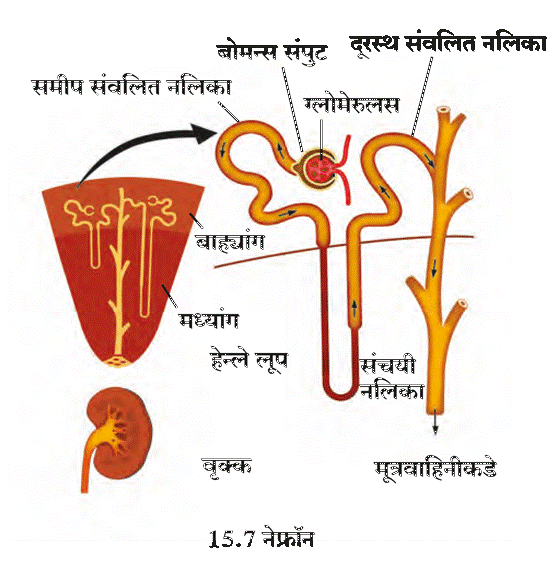 बोमन्स संपुट
दूरस्थ संवलित नलिका
समीप संवलित नलिका
ग्लोमेरुलस
बाह्यांग
मध्यांग
हेन्ले लूप
संचयी
नलिका
वृक्क
मूत्रवाहिनीकडे
15.7 नेफ्रॉन